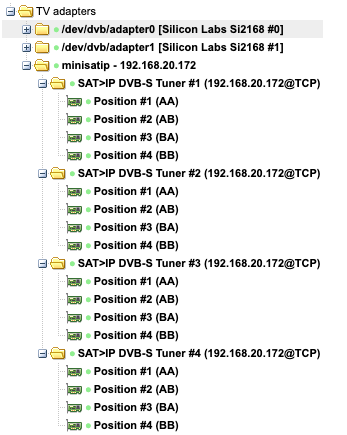 TV adapters
/dev/dvb/adapter0 [Silicon Labs Si2168 #0]
/dev/dvb/adapter1 [Silicon Labs Si2168 #1]
minisatip - 192.168.20.172
SAT>IP DVB-S Tuner #1 (192.168.20.172@TCP)
Position #1 (AA)
Position #2 (AB)
Position #3 (BA)
Position #4 (BB)
SAT>IP DVB-S Tuner #2 (192.168.20.172@TCP)
Position #1 (AA)
Position #2 (AB)
Position #3 (BA)
Position #4 (BB)
SAT>IP DVB-S Tuner #3 (192.168.20.172@TCP)
Position #1 (AA)
Position #2 (AB)
Position #3 (BA)
Position #4 (BB)
SAT>IP DVB-S Tuner #4 (192.168.20.172@TCP)
Position #1 (AA)
Position #2 (AB)
Position #3 (BA)
Position #4 (BB)